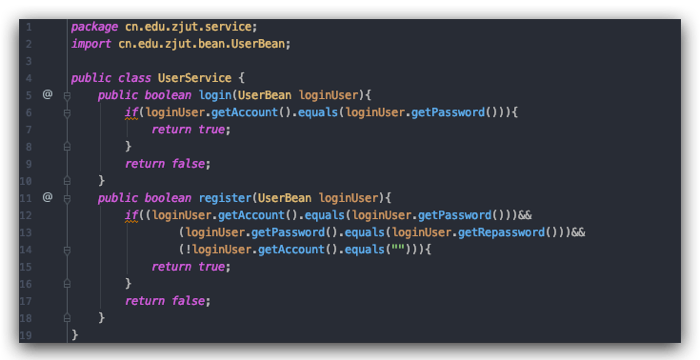 1 package cn.edu.zjut.service;
2 import cn.edu.zjut.bean.UserBean;
3
4 public class UserService {
5 @ public boolean login(UserBean loginUser){
6 if(loginUser.getAccount().equals(loginUser.getPassword())){
7 return true;
8 }
9 return false;
10 }
11 @ public boolean register(UserBean loginUser){
12 if((loginUser.getAccount().equals(loginUser.getPassword()))&&
13 (loginUser.getPassword().equals(loginUser.getRepassword()))&&
14 (!loginUser.getAccount().equals(""))){
15 return true;
16 }
17 return false;
18 }
19 }